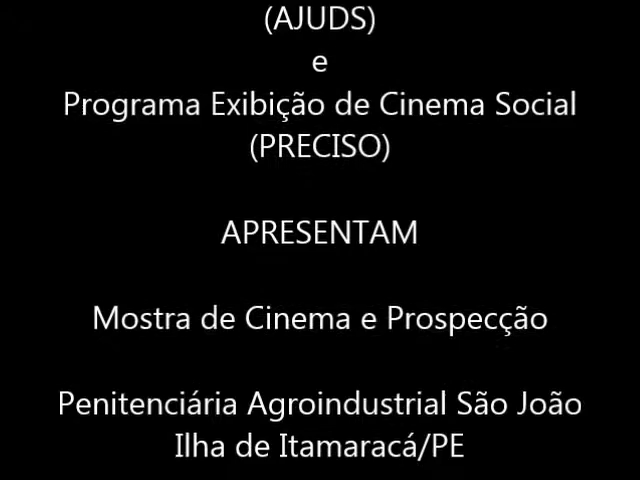 (AJUDS)
e
Programa Exibição de Cinema Social
(PRECISO)
APRESENTAM
Mostra de Cinema e Prospecção
Penitenciária Agroindustrial São João
Ilha de Itamaracá/PE